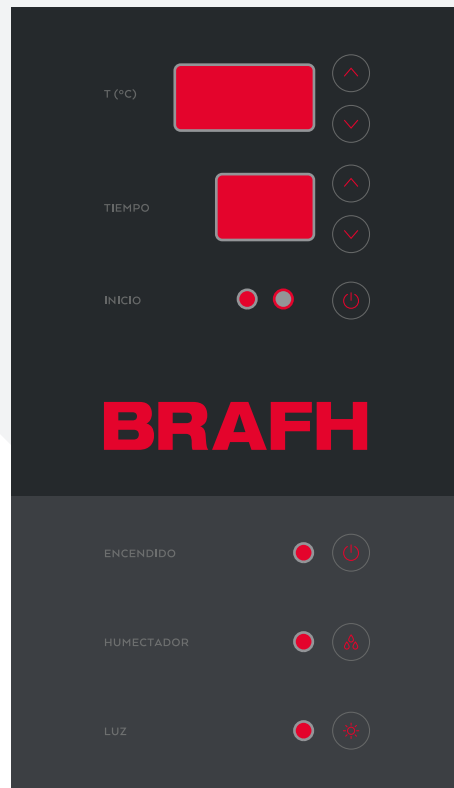 T (°C)
TIEMPO
INICIO
BRAFH
ENCENDIDO
HUMECTADOR
LUZ